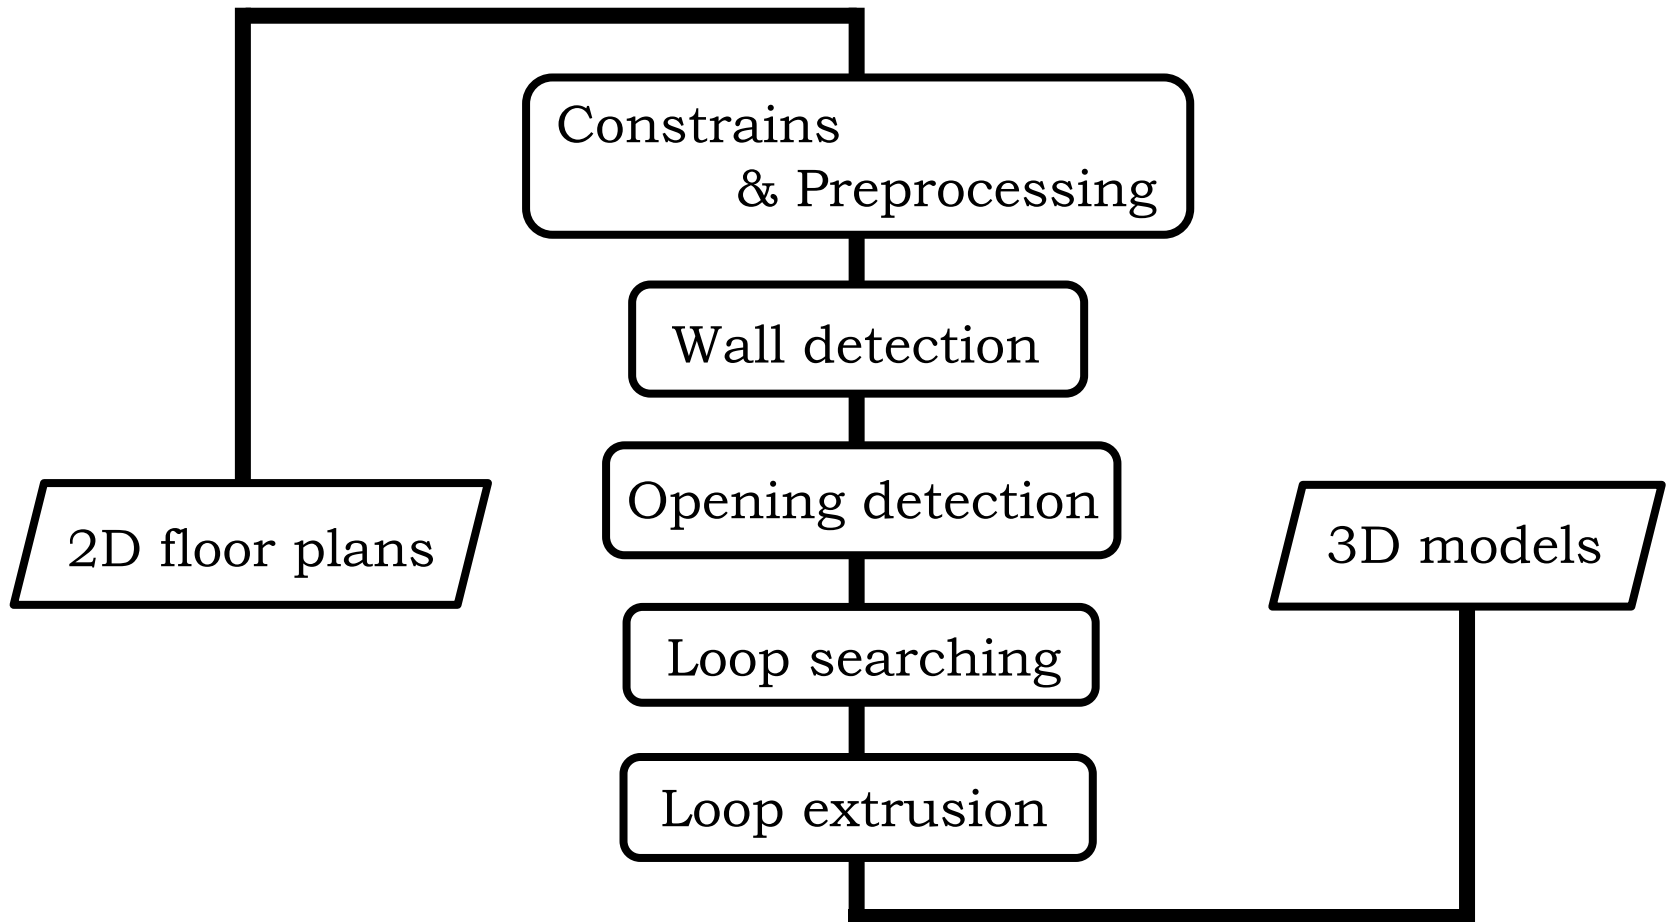 Constrains
& Preprocessing
Wall detection
Opening detection
2D floor plans
3D models
Loop searching
Loop extrusion